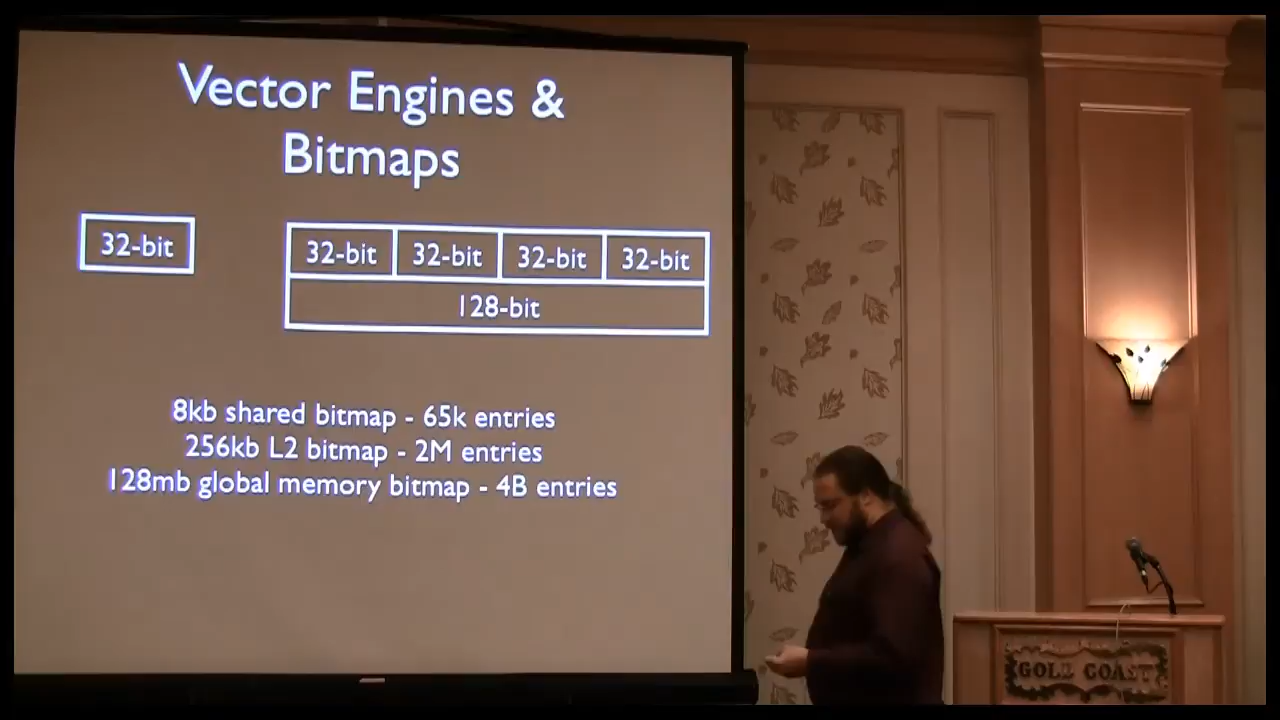 Vector Engines &
Bitmaps
32-bit
32-bit 32-bit 32-bit 32-bit
128-bit
8kb shared bitmap - 65k entries
256kb L2 bitmap - 2M entries
128mb global memory bitmap - 4B entries
GOLD COAST